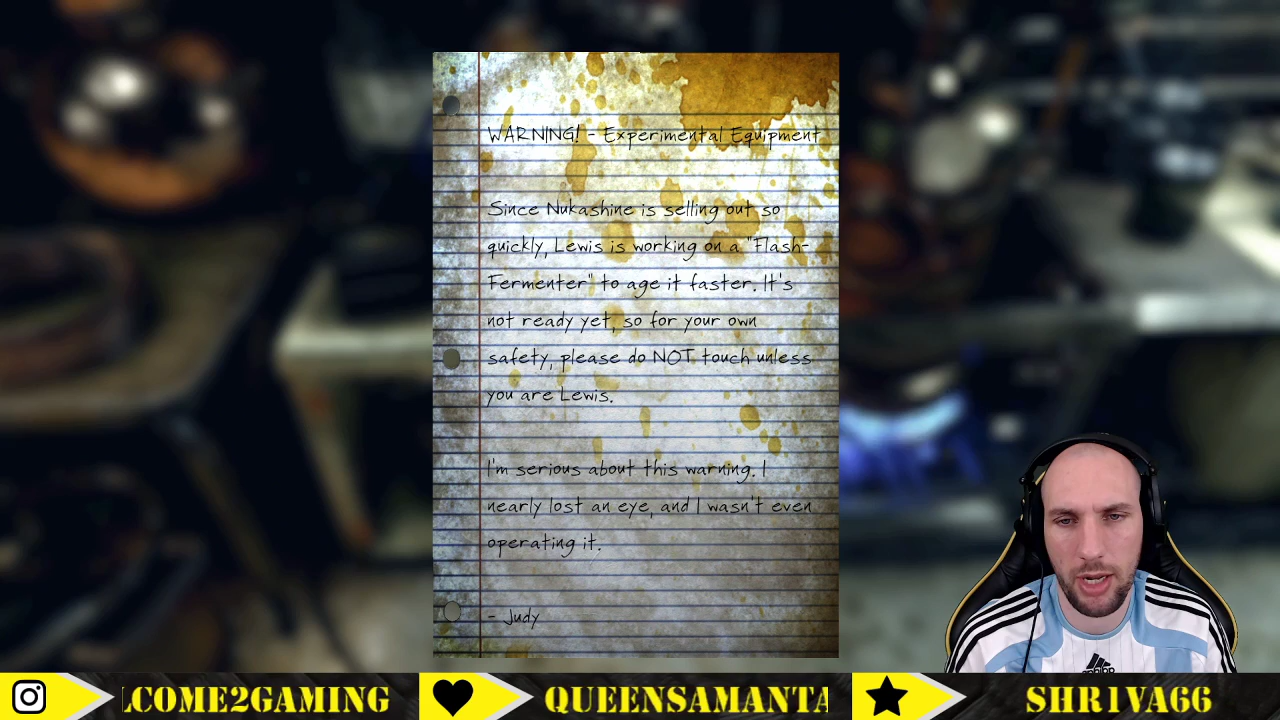 WARNING! - Experimental Equipment
Since Nukashine is selling out so
quickly, Lewis is working on a "Flash-
Fermenter" to age it faster. It's
not ready yet, so for your own
safety, please do NOT touch unless
you are Lewis.
I'm serious about this warning. I
nearly lost an eye, and I wasn't even
operating it.
- Judy
adidas
.COME2GAMING
QUEENSAMANTA
SHR1VA66